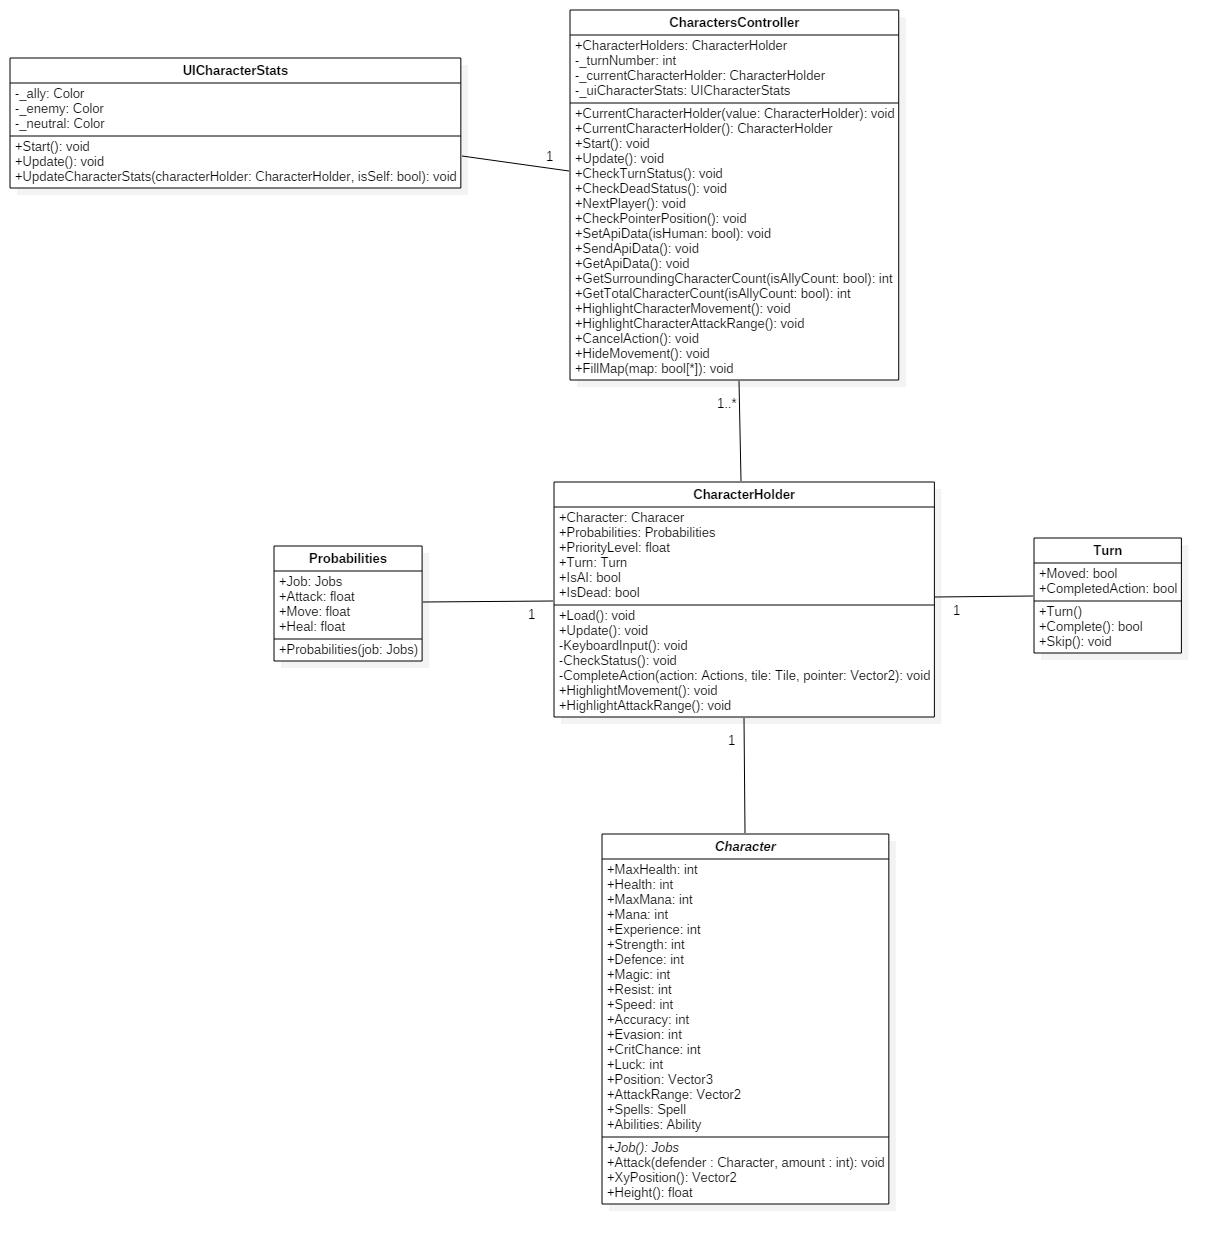 CharactersController
+CharacterHolders: CharacterHolder
-_turnNumber: int
-_currentCharacterHolder: CharacterHolder
-_uiCharacterStats: UICharacterStats
+CurrentCharacterHolder(value: CharacterHolder): void
+CurrentCharacterHolder(): CharacterHolder
+Start(): void
+Update(): void
+CheckTurnStatus(): void
+CheckDeadStatus(): void
+NextPlayer(): void
+CheckPointerPosition(): void
+SetApiData(isHuman: bool): void
+SendApiData(): void
+GetApiData(): void
+GetSurroundingCharacterCount(isAllyCount: bool): int
+GetTotalCharacterCount(isAllyCount: bool): int
+HighlightCharacterMovement(): void
+HighlightCharacterAttackRange(): void
+CancelAction(): void
+HideMovement(): void
+FillMap(map: bool[*]): void
UICharacterStats
-_ally: Color
-_enemy: Color
-_neutral: Color
+Start(): void
+Update(): void
+UpdateCharacterStats(characterHolder: CharacterHolder, isSelf: bool): void
1
1..*
CharacterHolder
+Character: Characer
+Probabilities: Probabilities
+PriorityLevel: float
+Turn: Turn
+IsAI: bool
+IsDead: bool
+Load(): void
+Update(): void
-KeyboardInput(): void
-CheckStatus(): void
-CompleteAction(action: Actions, tile: Tile, pointer: Vector2): void
+HighlightMovement(): void
+HighlightAttackRange(): void
Probabilities
+Job: Jobs
+Attack: float
+Move: float
+Heal: float
+Probabilities(job: Jobs)
1
Turn
+Moved: bool
+CompletedAction: bool
+Turn()
+Complete(): bool
+Skip(): void
1
1
Character
+MaxHealth: int
+Health: int
+MaxMana: int
+Mana: int
+Experience: int
+Strength: int
+Defence: int
+Magic: int
+Resist: int
+Speed: int
+Accuracy: int
+Evasion: int
+CritChance: int
+Luck: int
+Position: Vector3
+AttackRange: Vector2
+Spells: Spell
+Abilities: Ability
+Job(): Jobs
+Attack(defender : Character, amount : int): void
+XyPosition(): Vector2
+Height(): float